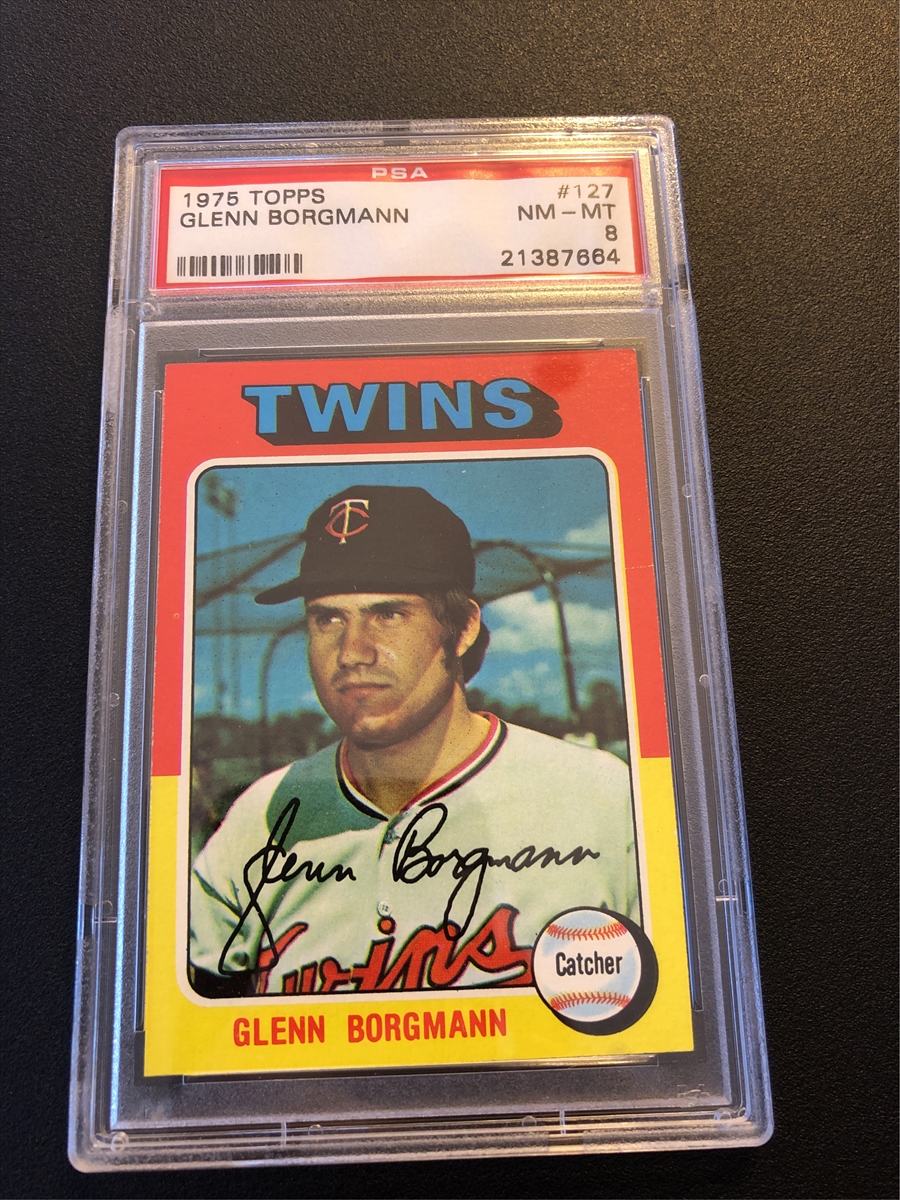 PSA
1975 TOPPS #127
GLENN BORGMANN NM-MT
8
21387664
TWINS
TC
Glenn Borgmann
Twins
Catcher
GLENN BORGMANN